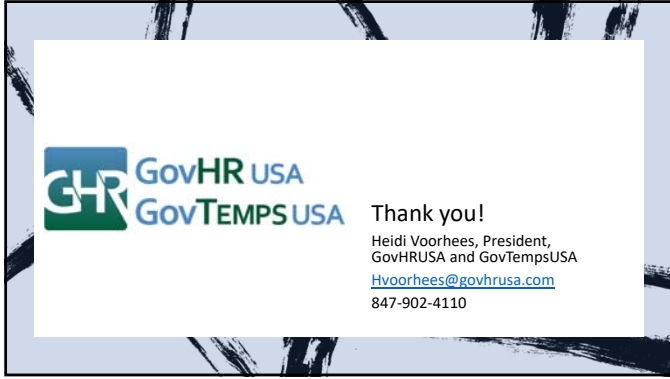 GHR
GovHR USA
GovTEMPS USA
Thank you!
Heidi Voorhees, President,
GovHRUSA and GovTempsUSA
Hvoorhees@govhrusa.com
847-902-4110